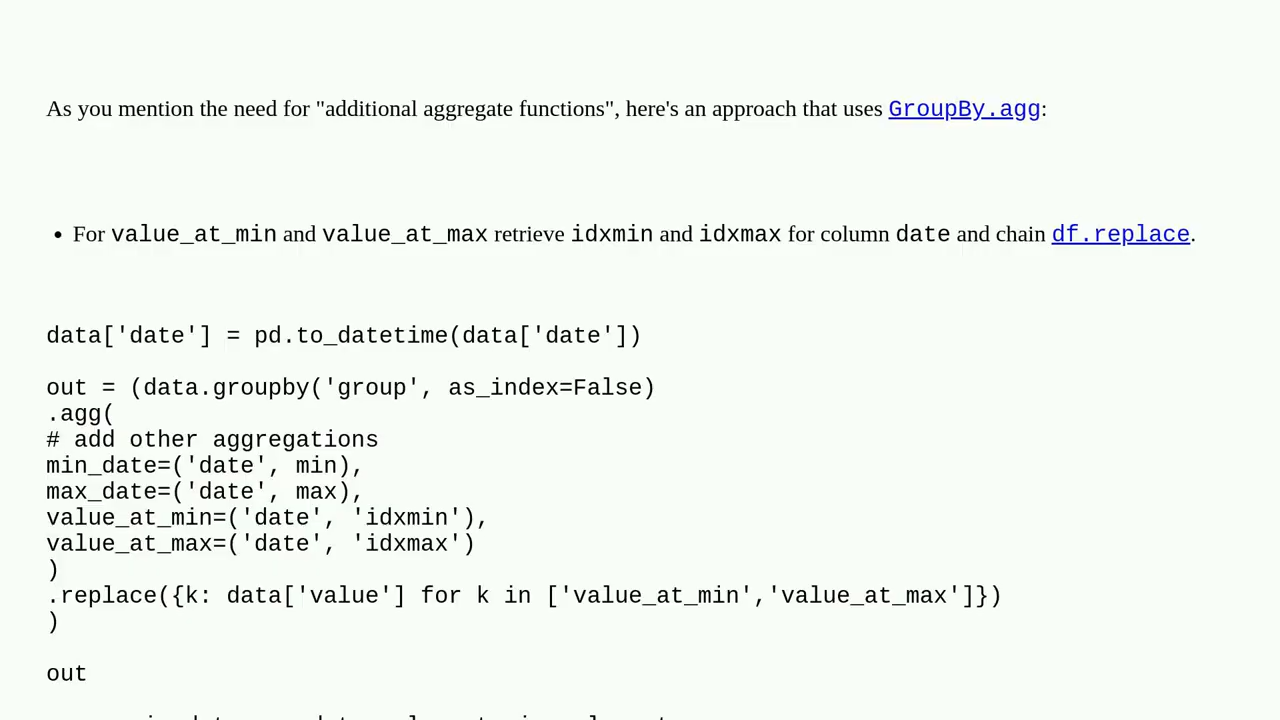 As you mention the need for "additional aggregate functions", here's an approach that uses GroupBy.agg:
• For value_at_min and value_at_max retrieve idxmin and idxmax for column date and chain df.replace.
data['date'] = pd.to_datetime(data['date'])
out = (data.groupby('group', as_index=False)
.agg(
# add other aggregations
min_date=('date', min),
max_date=('date', max),
value_at_min=('date', 'idxmin'),
value_at_max=('date', 'idxmax')
)
.replace({k: data['value'] for k in ['value_at_min','value_at_max']})
)
out